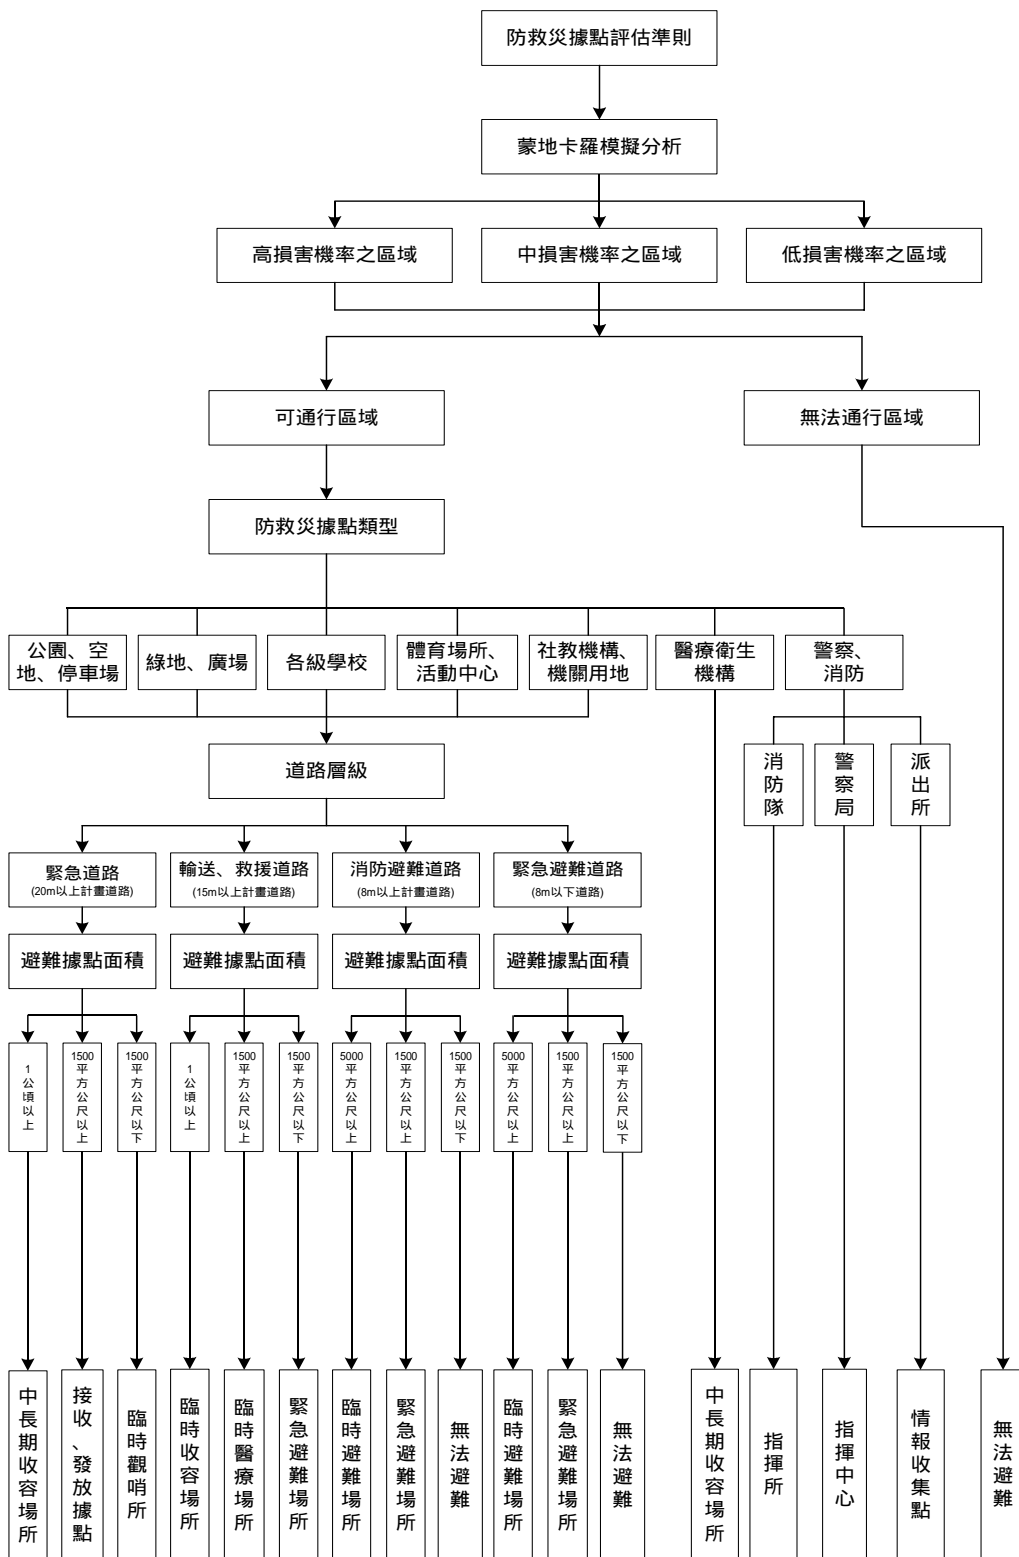 防救災據點評估準則
蒙地卡羅模擬分析
高損害機率之區域
中損害機率之區域
低損害機率之區域
可通行區域
無法通行區域
防救災據點類型
公園、空
地、停車場
綠地、廣場
各級學校
體育場所、
活動中心
社教機構、
機關用地
醫療衛生
機構
警察、
消防
道路層級
消防隊
警察局
派出所
緊急道路
(20m以上計畫道路)
輸送、救援道路
(15m以上計畫道路)
消防避難道路
(8m以上計畫道路)
緊急避難道路
(8m以下道路)
避難據點面積
避難據點面積
避難據點面積
避難據點面積
1公頃以上
1500平方公尺以上
1500平方公尺以下
1公頃以上
1500平方公尺以上
1500平方公尺以下
5000平方公尺以上
1500平方公尺以上
1500平方公尺以下
5000平方公尺以上
1500平方公尺以上
1500平方公尺以下
中長期收容場所
接收、發放據點
臨時觀哨所
臨時收容場所
臨時醫療場所
緊急避難場所
臨時避難場所
緊急避難場所
無法避難
臨時避難場所
緊急避難場所
無法避難
中長期收容場所
指揮所
指揮中心
情報收集點
無法避難